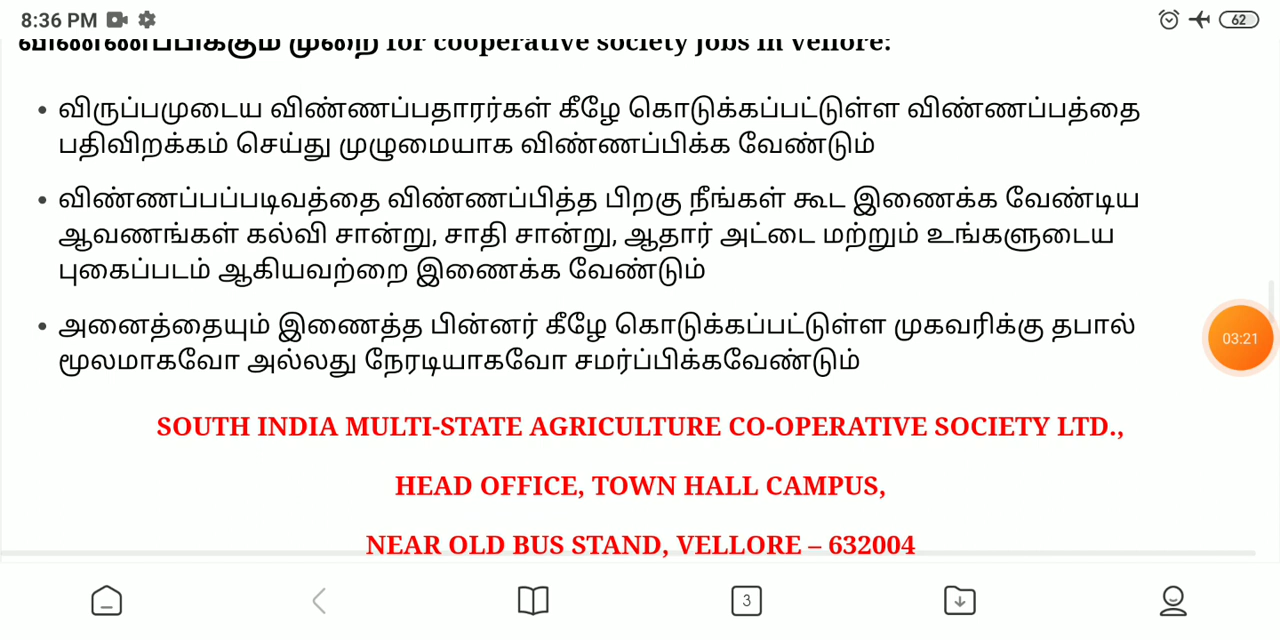 8:36 PM
62
விண்ணப்பிக்கும் முறை for cooperative society jobs in vellore:
விருப்பமுடைய விண்ணப்பதாரர்கள் கீழே கொடுக்கப்பட்டுள்ள விண்ணப்பத்தை
பதிவிறக்கம் செய்து முழுமையாக விண்ணப்பிக்க வேண்டும்
விண்ணப்பப்படிவத்தை விண்ணப்பித்த பிறகு நீங்கள் கூட இணைக்க வேண்டிய
ஆவணங்கள் கல்வி சான்று, சாதி சான்று, ஆதார் அட்டை மற்றும் உங்களுடைய
புகைப்படம் ஆகியவற்றை இணைக்க வேண்டும்
அனைத்தையும் இணைத்த பின்னர் கீழே கொடுக்கப்பட்டுள்ள முகவரிக்கு தபால்
மூலமாகவோ அல்லது நேரடியாகவோ சமர்ப்பிக்கவேண்டும்
03:21
SOUTH INDIA MULTI-STATE AGRICULTURE CO-OPERATIVE SOCIETY LTD.,
HEAD OFFICE, TOWN HALL CAMPUS,
NEAR OLD BUS STAND, VELLORE – 632004
3